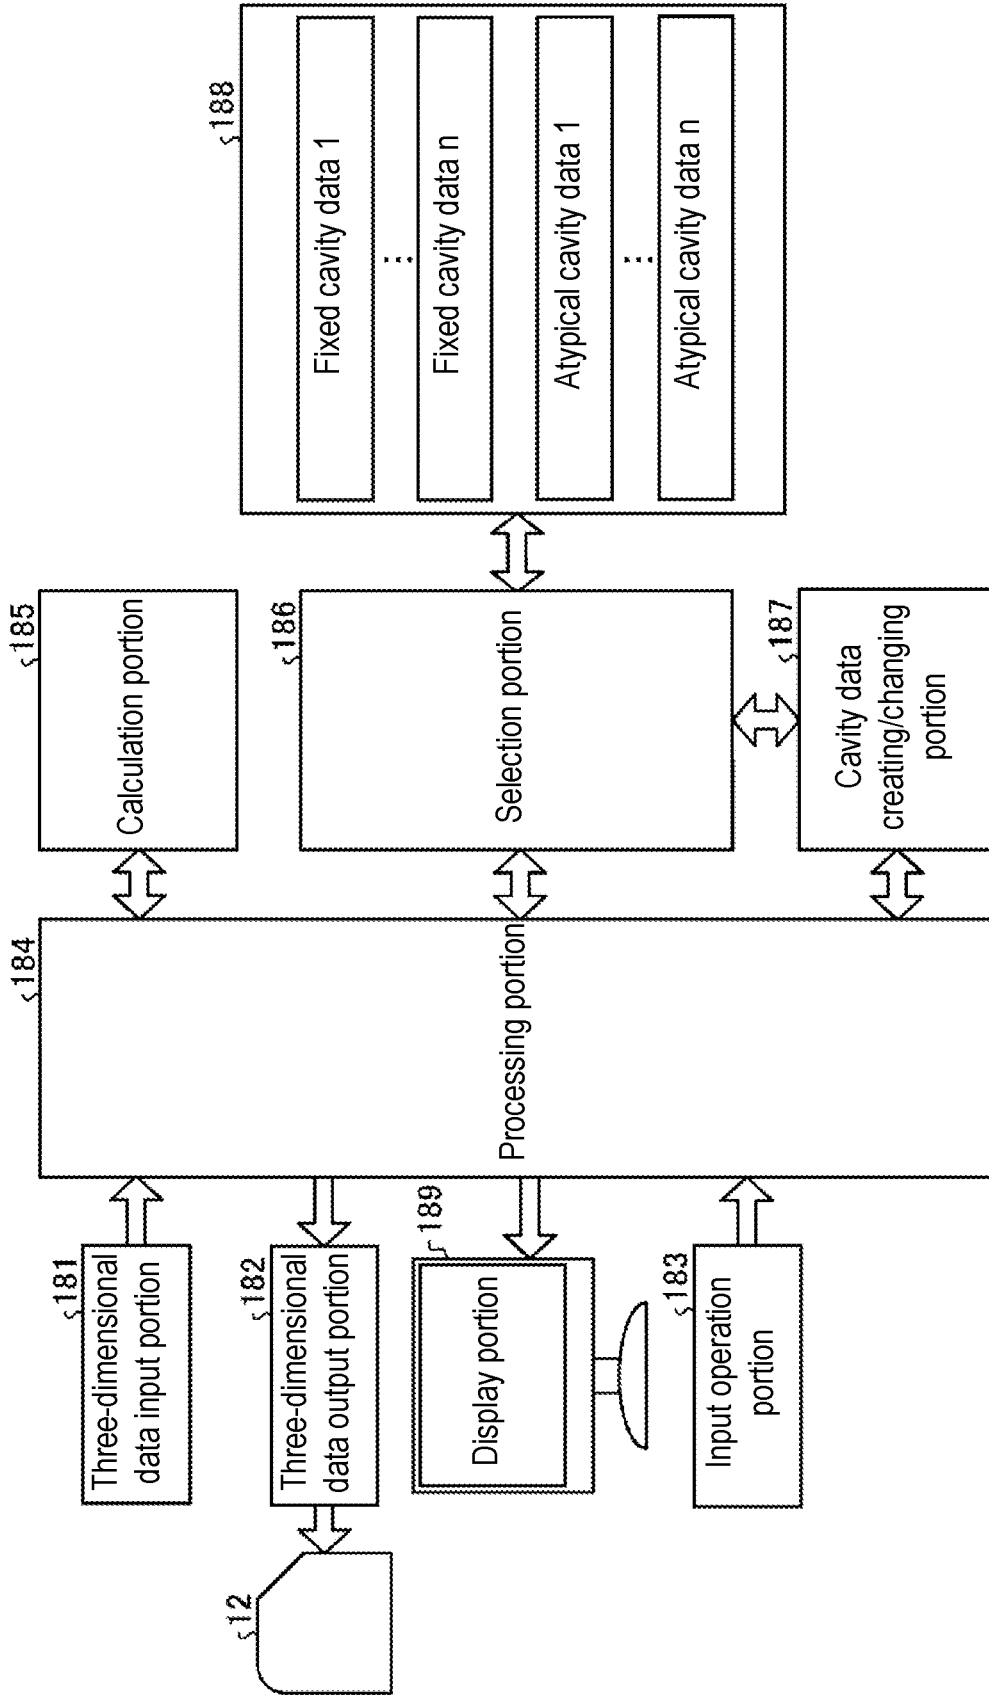 12
181
Three-dimensional
data input portion
182
Three-dimensional
data output portion
189
Display portion
183
Input operation
portion
184
Processing portion
185
Calculation portion
186
Selection portion
187
Cavity data
creating/changing
portion
188
Fixed cavity data 1
⋮
Fixed cavity data n
Atypical cavity data 1
⋮
Atypical cavity data n